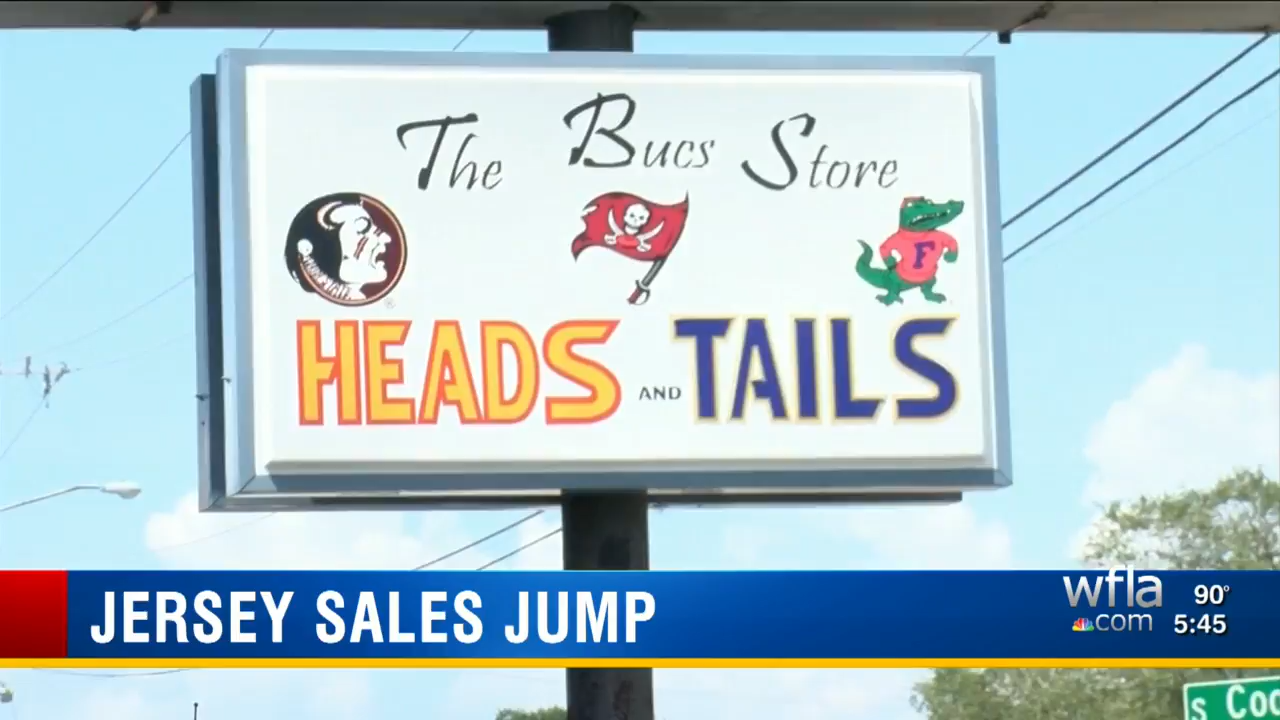 The Bucs Store
F
HEADS AND TAILS
JERSEY SALES JUMP
wfla
.com
90°
5:45
S